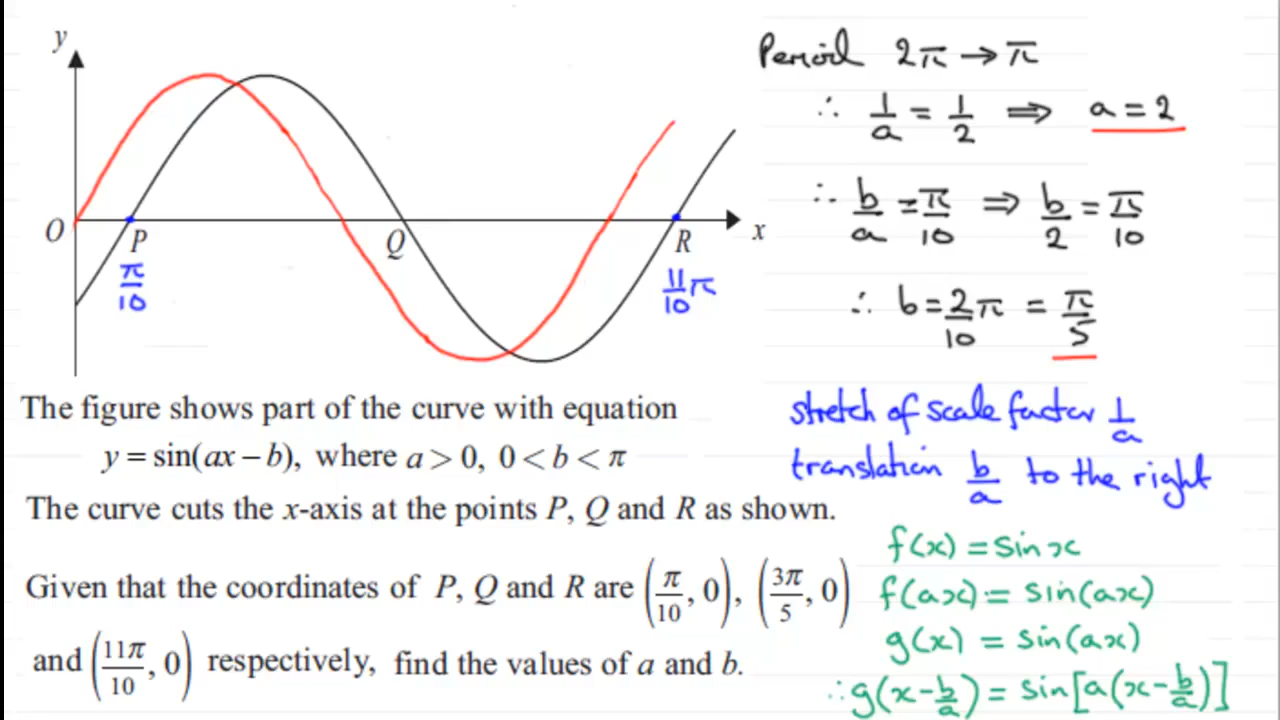 y
O
P
Q
R
x
π/10
11/10 π
The figure shows part of the curve with equation
y = sin(ax − b), where a > 0, 0 < b < π
The curve cuts the x-axis at the points P, Q and R as shown.
Given that the coordinates of P, Q and R are (π/10, 0), (3π/5, 0)
and (11π/10, 0) respectively, find the values of a and b.
Period 2π → π
∴ 1/a = 1/2 ⇒ a = 2
∴ b/a = π/10 ⇒ b/2 = π/10
∴ b = 2/10 π = π/5
stretch of scale factor 1/a
translation b/a to the right
f(x) = sin x
f(ax) = sin(ax)
g(x) = sin(ax)
∴ g(x − b/a) = sin[a(x − b/a)]